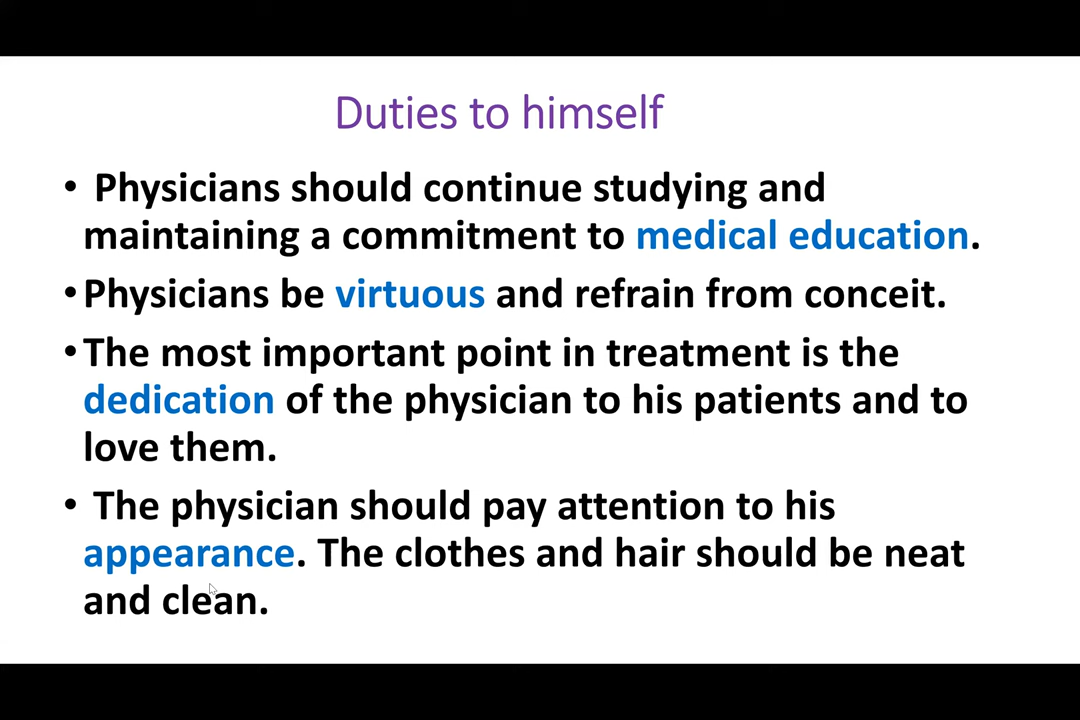 Duties to himself
• Physicians should continue studying and
maintaining a commitment to medical education.
• Physicians be virtuous and refrain from conceit.
• The most important point in treatment is the
dedication of the physician to his patients and to
love them.
• The physician should pay attention to his
appearance. The clothes and hair should be neat
and clean.